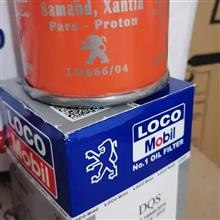 Samand, Xantia
Pars - Proton
LO666/04
LOCO
Mobil
No.1 OIL FILTER
LOCO
Mobil
DQS